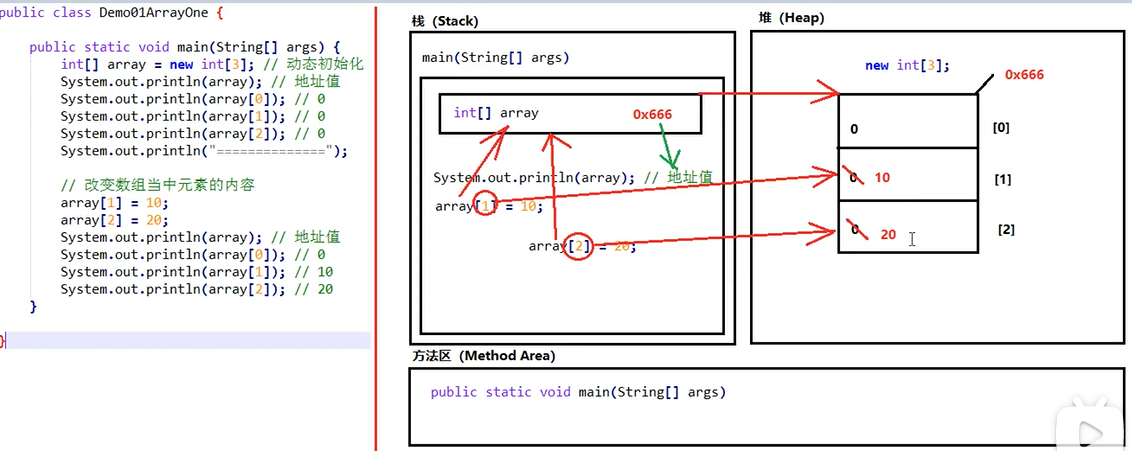 public class Demo01ArrayOne {
public static void main(String[] args) {
int[] array = new int[3]; // 动态初始化
System.out.println(array); // 地址值
System.out.println(array[0]); // 0
System.out.println(array[1]); // 0
System.out.println(array[2]); // 0
System.out.println("==============");
// 改变数组当中元素的内容
array[1] = 10;
array[2] = 20;
System.out.println(array); // 地址值
System.out.println(array[0]); // 0
System.out.println(array[1]); // 10
System.out.println(array[2]); // 20
}
}
栈（Stack）
main(String[] args)
int[] array 0x666
System.out.println(array); // 地址值
array[1] = 10;
array[2] = 20;
堆（Heap）
new int[3];
0x666
0 [0]
0 10 [1]
0 20 [2]
方法区（Method Area）
public static void main(String[] args)